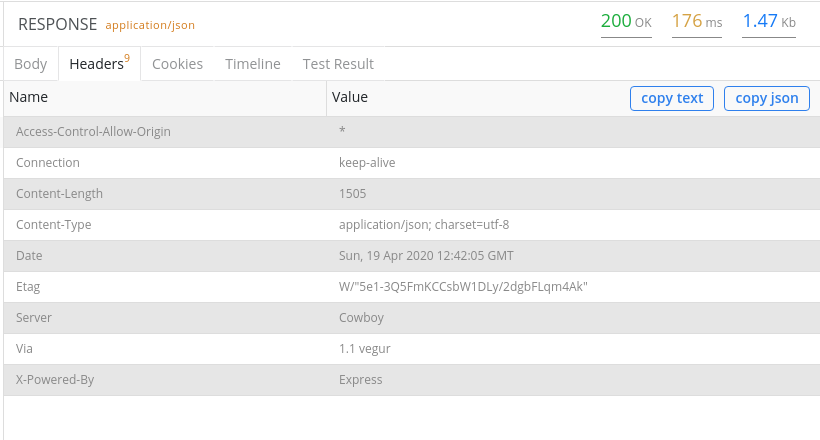 RESPONSE application/json 200 OK 176 ms 1.47 Kb
Body Headers9 Cookies Timeline Test Result
Name Value copy text copy json
Access-Control-Allow-Origin *
Connection keep-alive
Content-Length 1505
Content-Type application/json; charset=utf-8
Date Sun, 19 Apr 2020 12:42:05 GMT
Etag W/"5e1-3Q5FmKCCsbW1DLy/2dgbFLqm4Ak"
Server Cowboy
Via 1.1 vegur
X-Powered-By Express